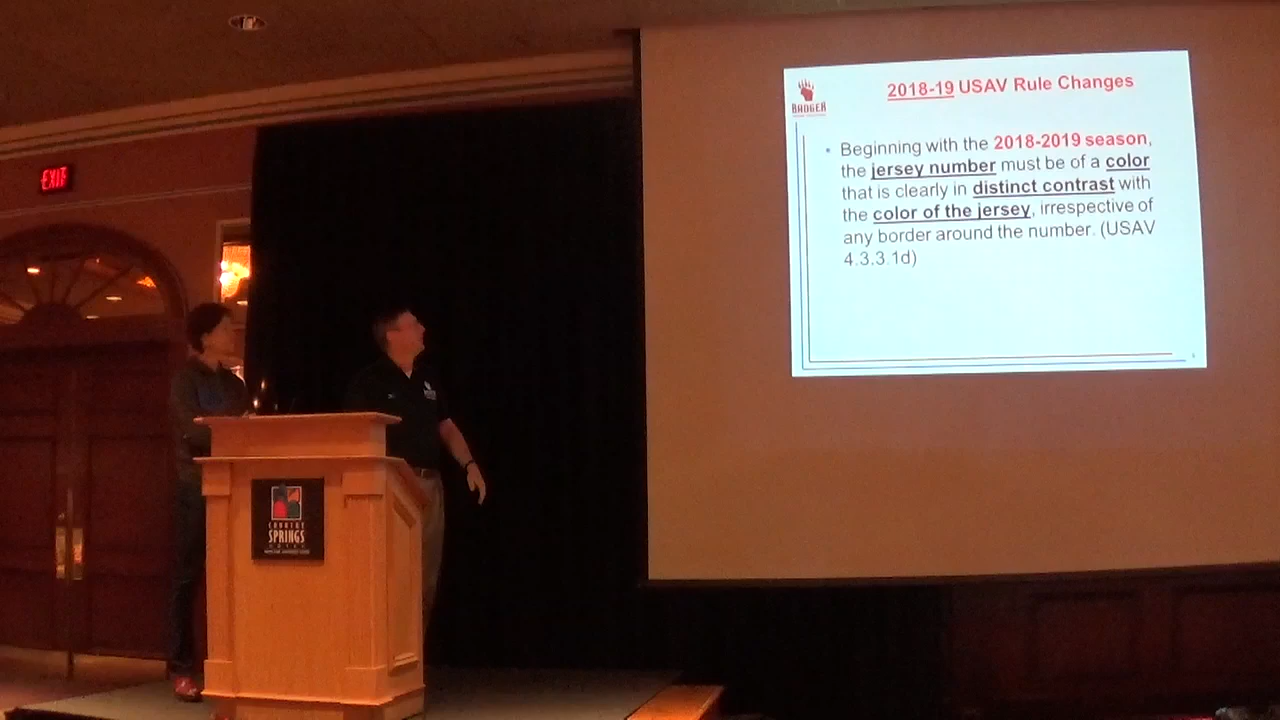 EXIT
BADGER
2018-19 USAV Rule Changes
• Beginning with the 2018-2019 season,
the jersey number must be of a color
that is clearly in distinct contrast with
the color of the jersey, irrespective of
any border around the number. (USAV
4.3.3.1d)
COUNTRY
SPRINGS
HOTEL